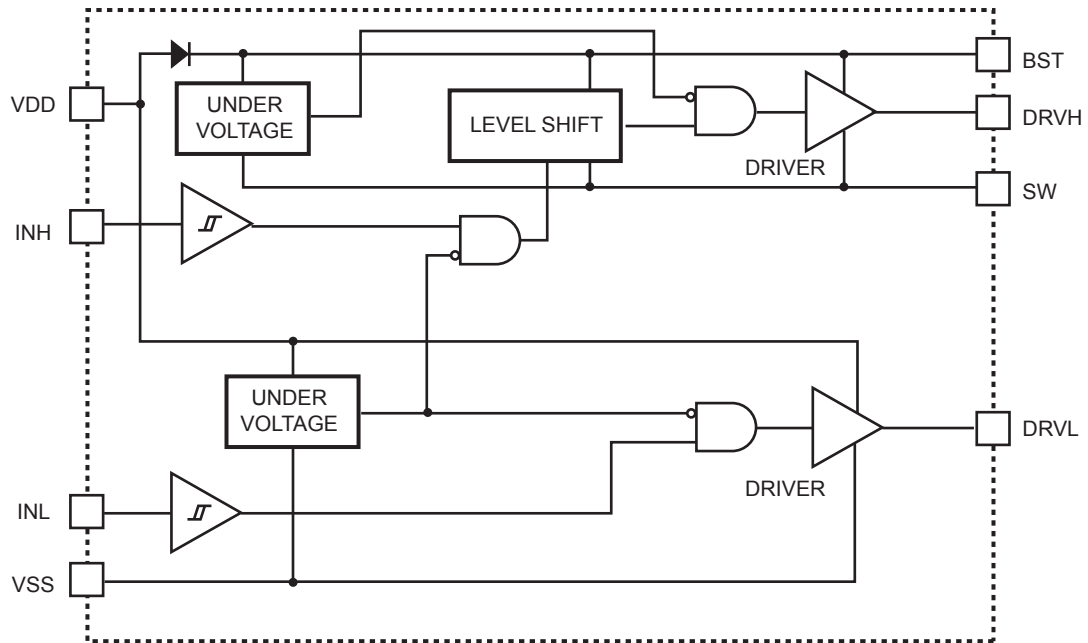 BST
VDD
UNDER
VOLTAGE
LEVEL SHIFT
DRVH
DRIVER
SW
INH
UNDER
VOLTAGE
DRVL
DRIVER
INL
VSS